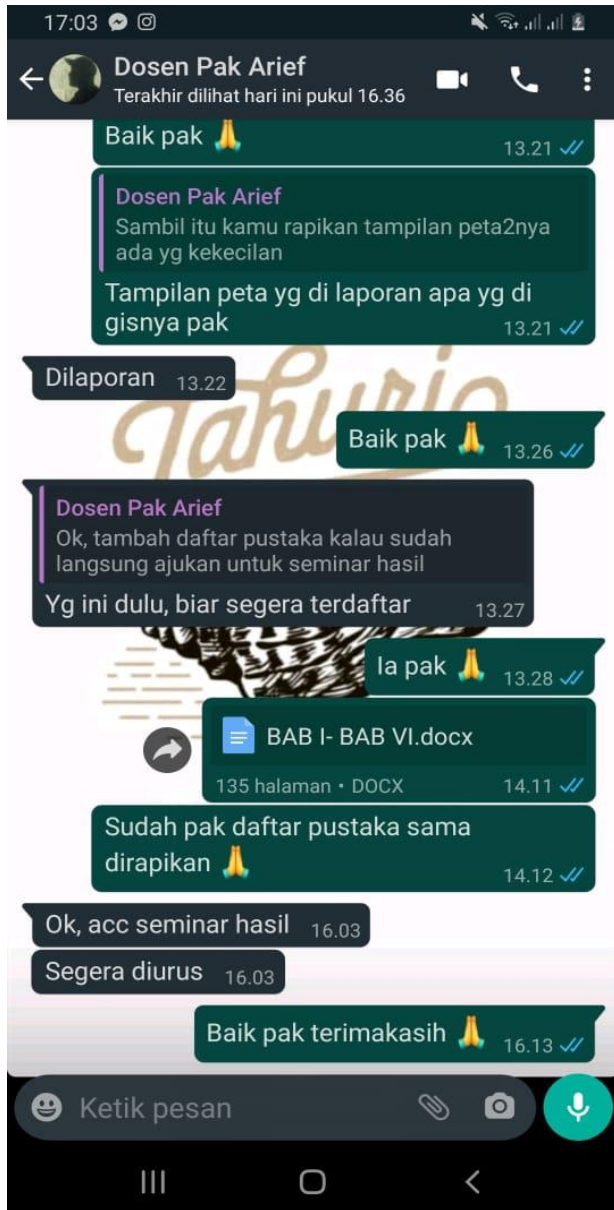 17:03
Dosen Pak Arief
Terakhir dilihat hari ini pukul 16.36
Baik pak 🙏
13.21
Dosen Pak Arief
Sambil itu kamu rapikan tampilan peta2nya
ada yg kekecilan
Tampilan peta yg di laporan apa yg di
gisnya pak
13.21
Dilaporan 13.22
Tahurio
Baik pak 🙏 13.26
Dosen Pak Arief
Ok, tambah daftar pustaka kalau sudah
langsung ajukan untuk seminar hasil
Yg ini dulu, biar segera terdaftar 13.27
Ia pak 🙏 13.28
BAB I- BAB VI.docx
135 halaman • DOCX 14.11
Sudah pak daftar pustaka sama
dirapikan 🙏 14.12
Ok, acc seminar hasil 16.03
Segera diurus 16.03
Baik pak terimakasih 🙏 16.13
Ketik pesan